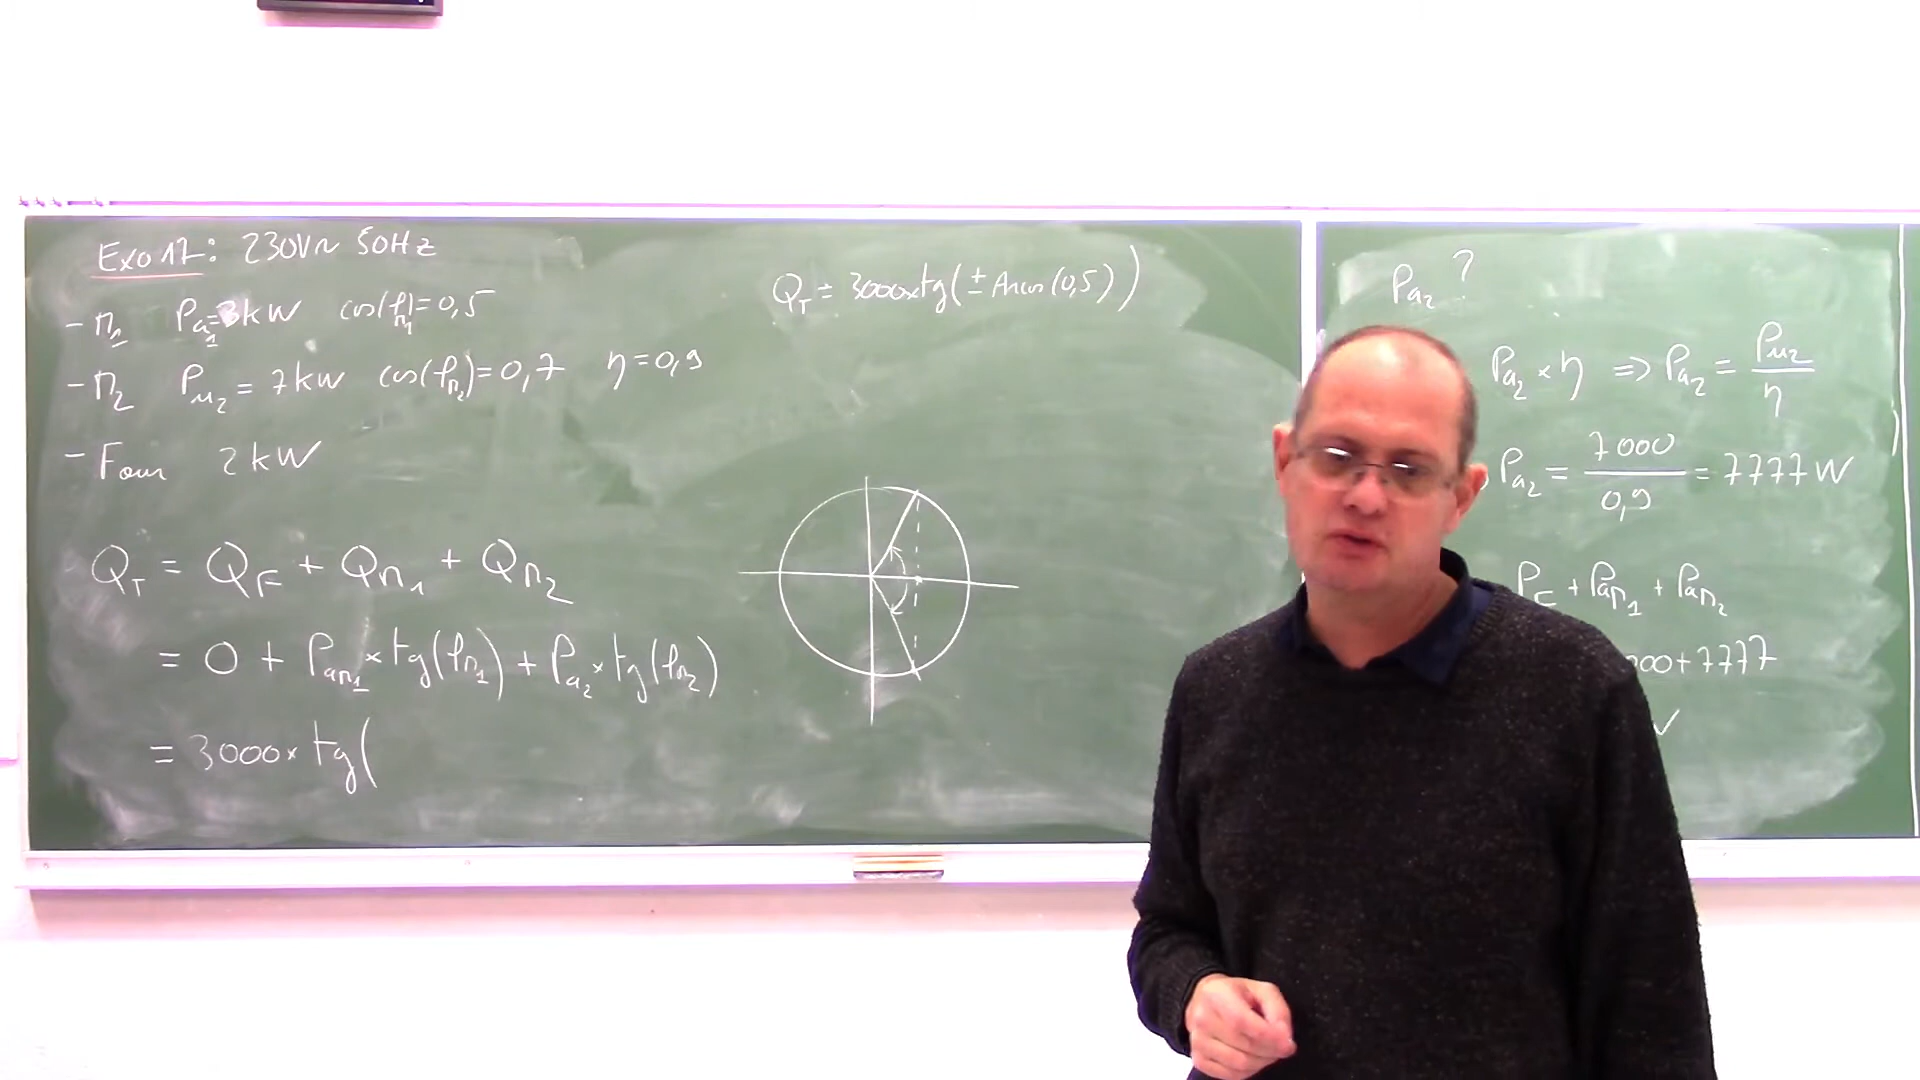 Exo 17: 230V~ 50Hz
- M₁ Pa₁=3kW cos(φM₁)=0,5
- M₂ Pu₂ = 7kW cos(φM₂)=0,7 η=0,9
- Four 2kW
QT = QF + QM₁ + QM₂
= 0 + PaM₁ × tg(φM₁) + Pa₂ × tg(φM₂)
= 3000 × tg(
QT = 3000×tg(± Arcos(0,5))
Pa₂ ?
Pa₂ × η ⇒ Pa₂ = Pu₂ / η
Pa₂ = 7000 / 0,9 = 7777 W
PF + PaM₁ + PaM₂
000+7777